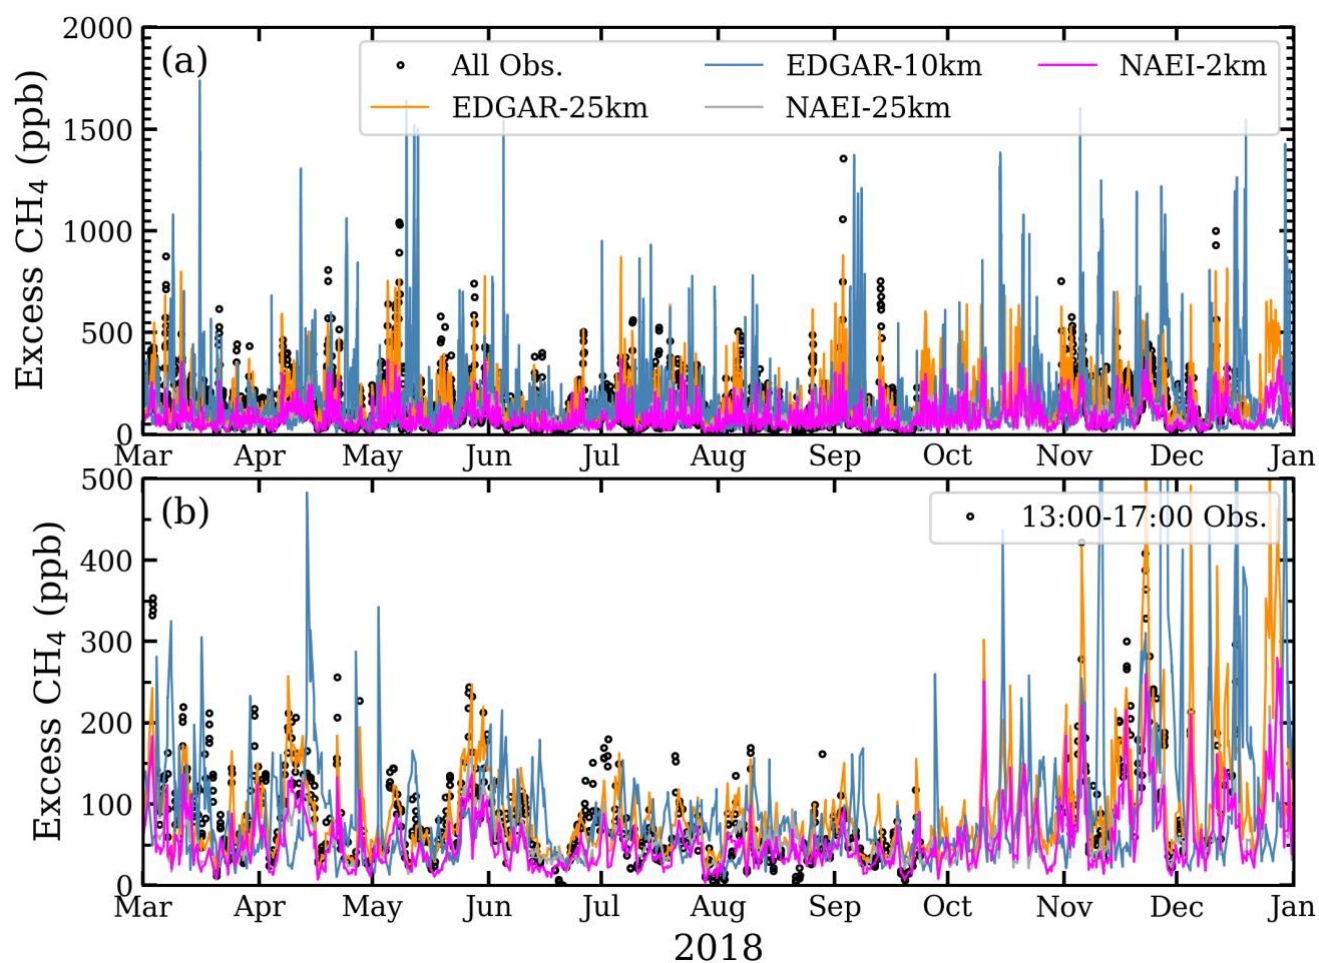 2000
(a)
All Obs.
EDGAR-10km
NAEI-2km
EDGAR-25km
NAEI-25km
1500
1000
500
0
Excess CH₄ (ppb)
Mar Apr May Jun Jul Aug Sep Oct Nov Dec Jan
500
(b)
13:00-17:00 Obs.
400
300
200
100
0
Excess CH₄ (ppb)
Mar Apr May Jun Jul Aug Sep Oct Nov Dec Jan
2018